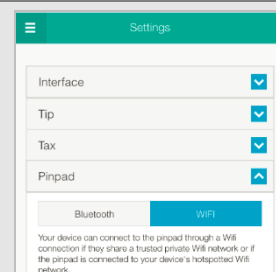 Settings
Interface
Tip
Tax
Pinpad
Bluetooth WIFI
Your device can connect to the pinpad through a Wifi
connection if they share a trusted private Wifi network or if
the pinpad is connected to your device's hotspotted Wifi
network.